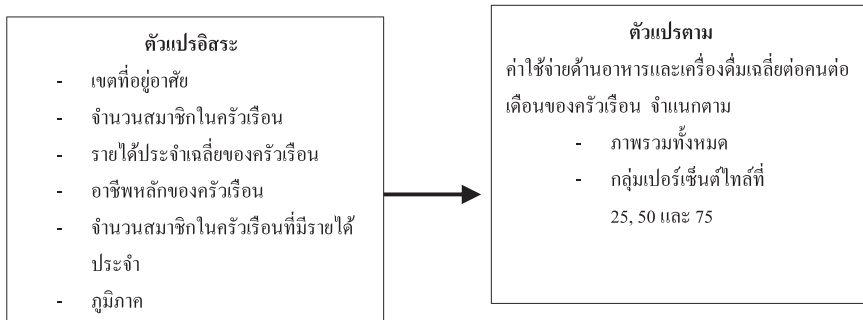 ตัวแปรอิสระ
- เขตที่อยู่อาศัย
- จำนวนสมาชิกในครัวเรือน
- รายได้ประจำเฉลี่ยของครัวเรือน
- อาชีพหลักของครัวเรือน
- จำนวนสมาชิกในครัวเรือนที่มีรายได้
ประจำ
- ภูมิภาค
ตัวแปรตาม
ค่าใช้จ่ายด้านอาหารและเครื่องดื่มเฉลี่ยต่อคนต่อ
เดือนของครัวเรือน จำแนกตาม
- ภาพรวมทั้งหมด
- กลุ่มเปอร์เซ็นต์ไทล์ที่
25, 50 และ 75